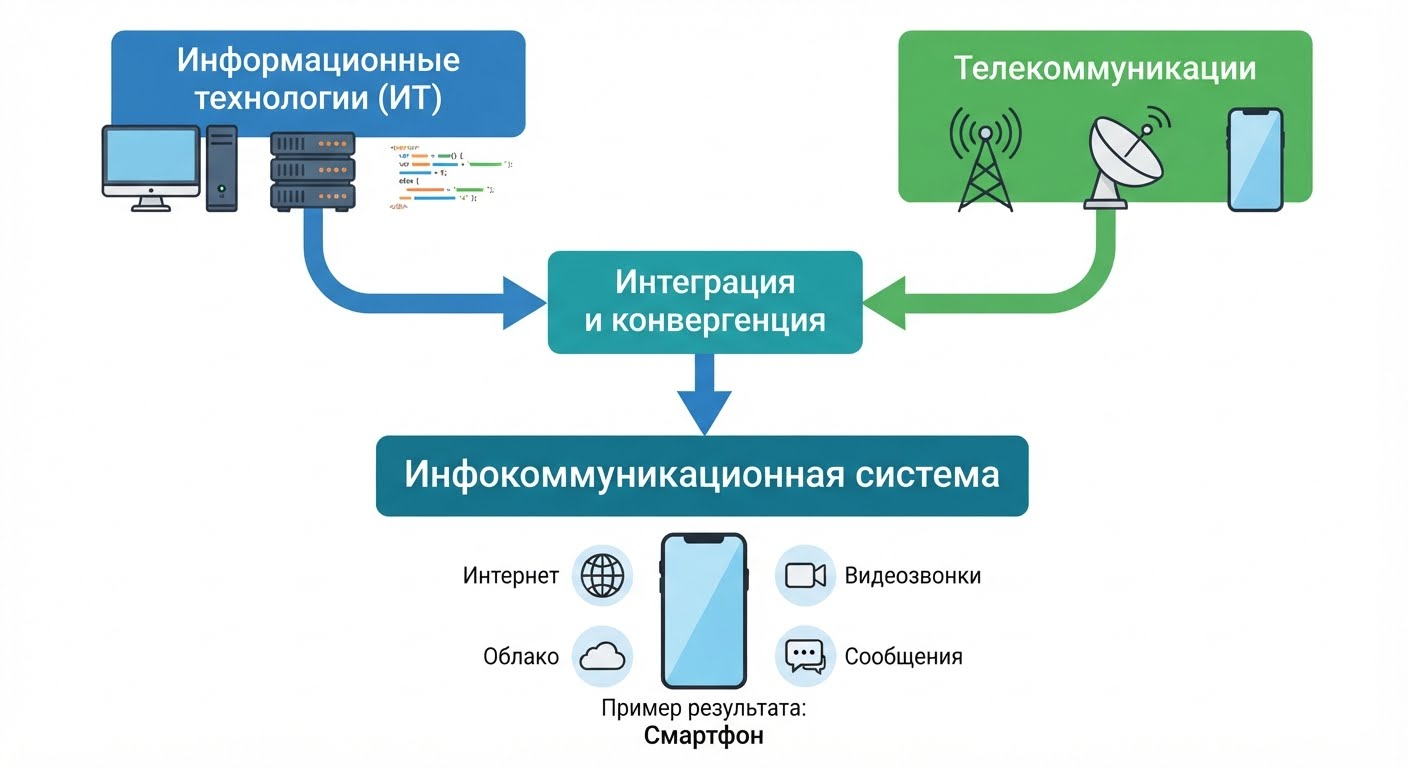 Информационные
технологии (ИТ)
Телекоммуникации
Интеграция
и конвергенция
Инфокоммуникационная система
Интернет
Видеозвонки
Облако
Сообщения
Пример результата:
Смартфон